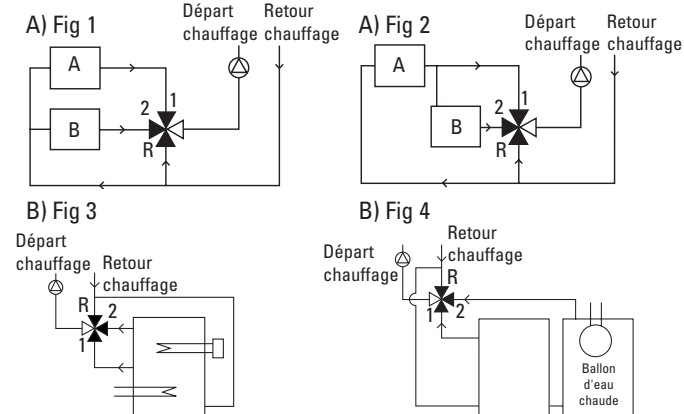 A) Fig 1
Départ
chauffage
Retour
chauffage
A
B
2
1
R
A) Fig 2
Départ
chauffage
Retour
chauffage
A
B
2
1
R
B) Fig 3
Départ
chauffage
Retour
chauffage
R
2
1
B) Fig 4
Départ
chauffage
Retour
chauffage
R
1
2
Ballon
d'eau
chaude